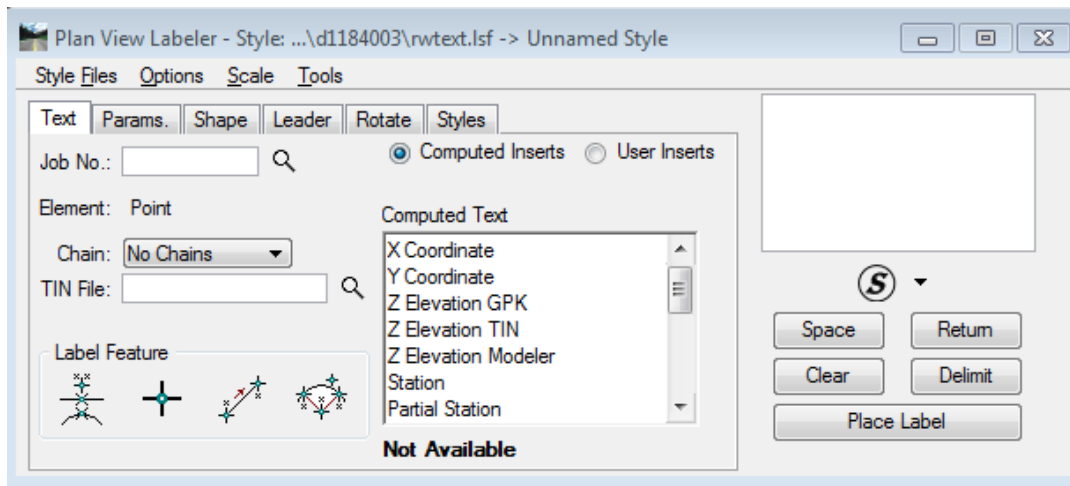 Plan View Labeler - Style: ...\d1184003\rwtext.lsf -> Unnamed Style
Style Files Options Scale Tools
Text Params. Shape Leader Rotate Styles
Job No.:
Computed Inserts User Inserts
Element: Point
Computed Text
Chain: No Chains
TIN File:
X Coordinate
Y Coordinate
Z Elevation GPK
Z Elevation TIN
Z Elevation Modeler
Station
Partial Station
Label Feature
Not Available
S
Space Return
Clear Delimit
Place Label